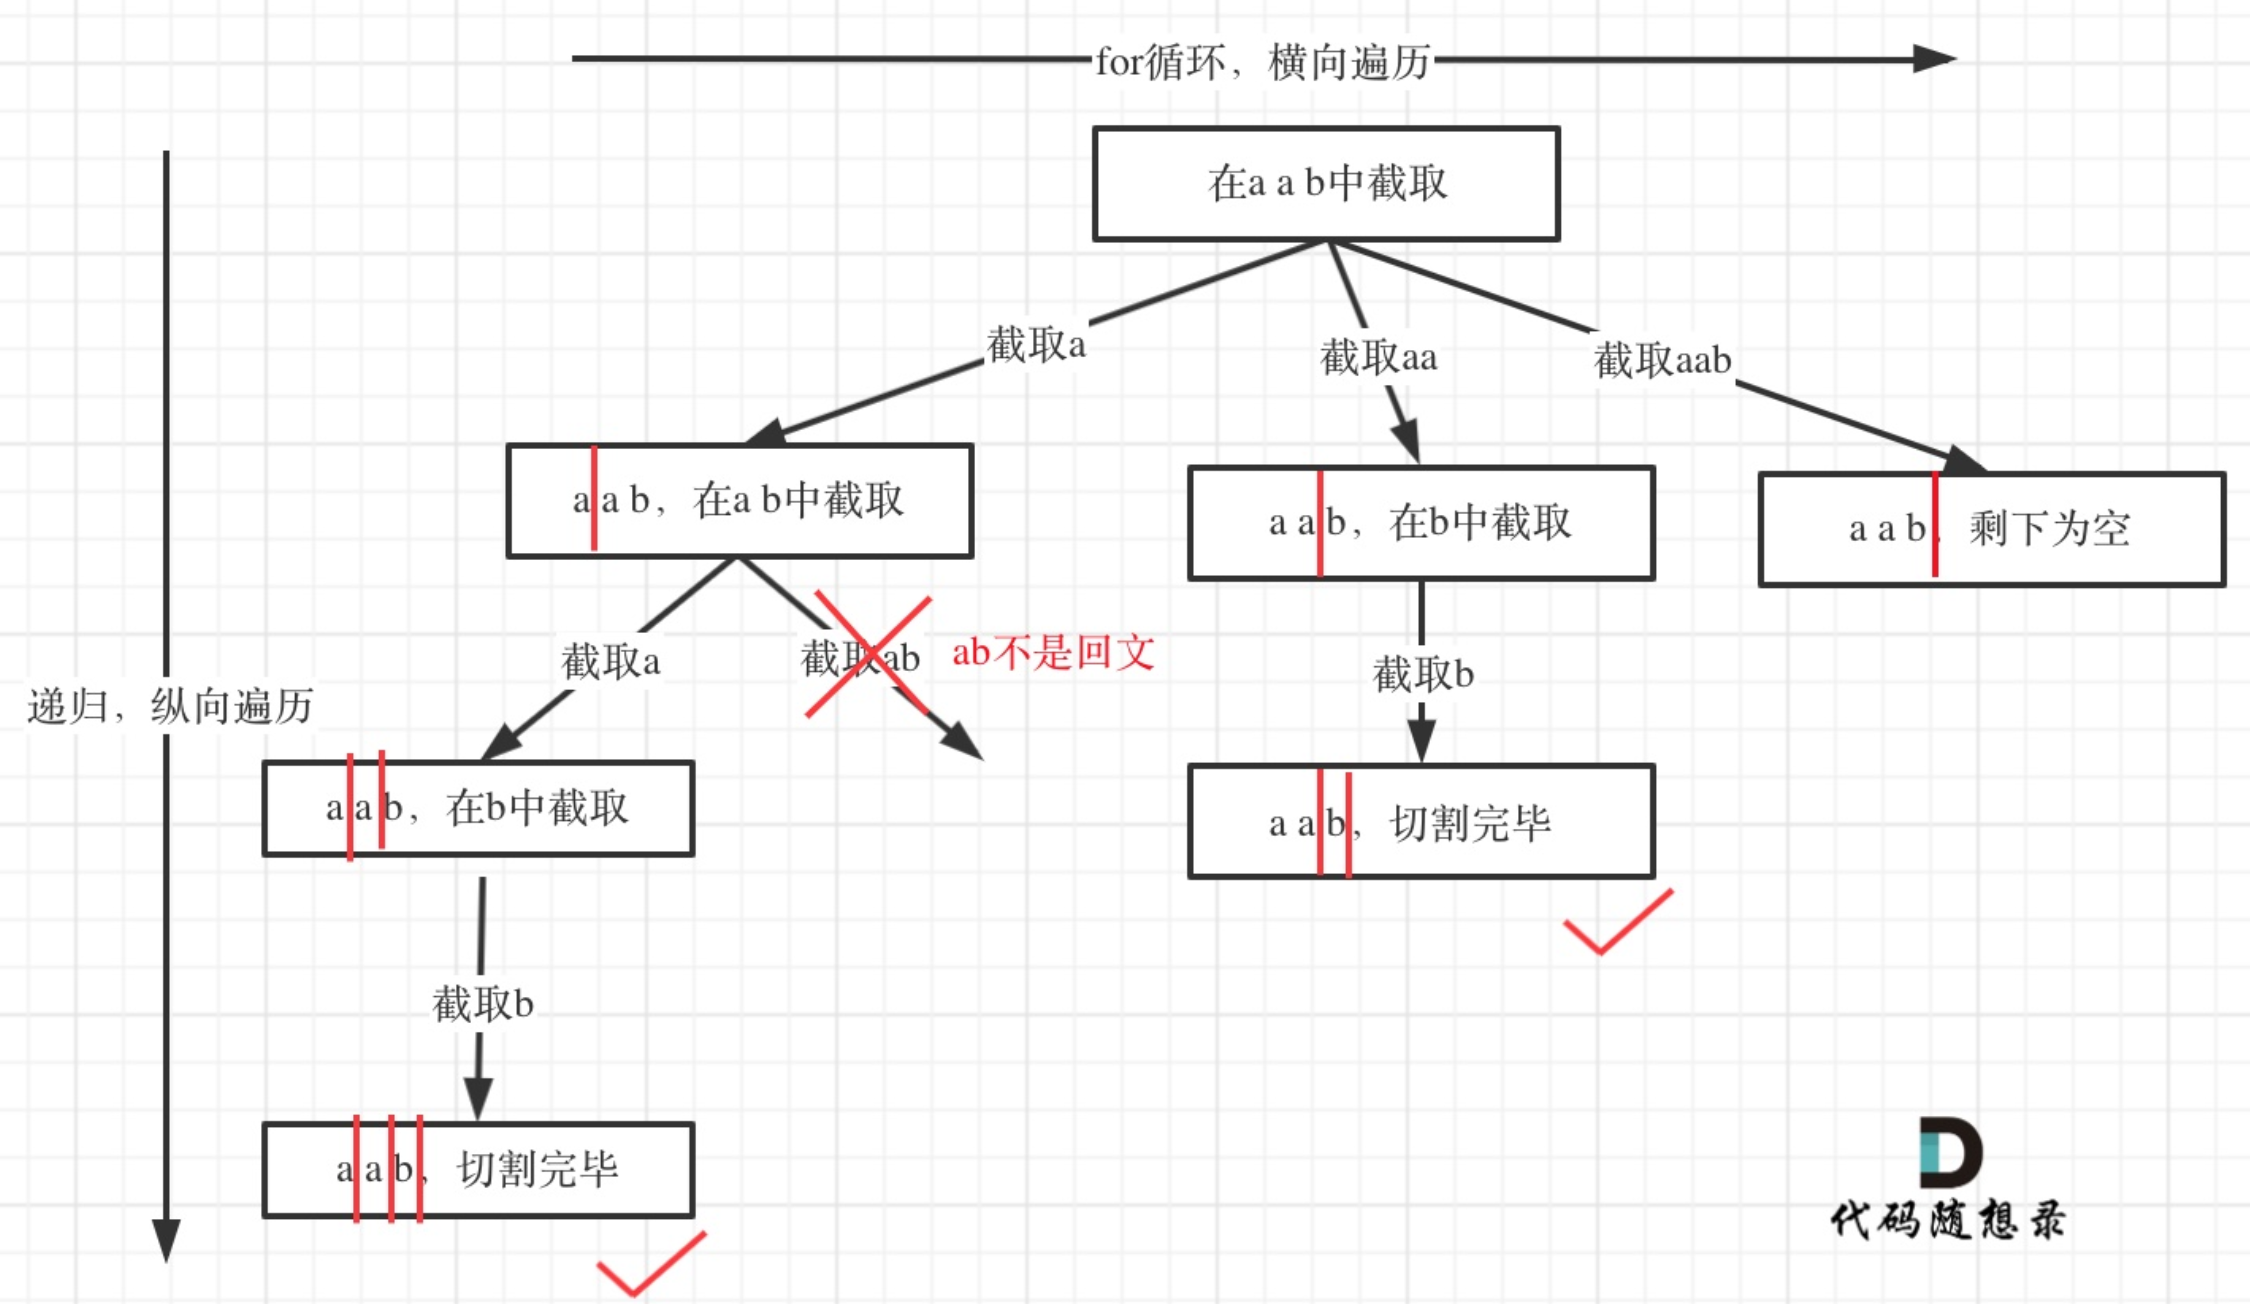 for循环，横向遍历
在a a b中截取
截取a
截取aa
截取aab
a a b，在a b中截取
a a b，在b中截取
a a b，剩下为空
截取a
截取ab
ab不是回文
截取b
递归，纵向遍历
a a b，在b中截取
a a b，切割完毕
截取b
a a b，切割完毕
代码随想录